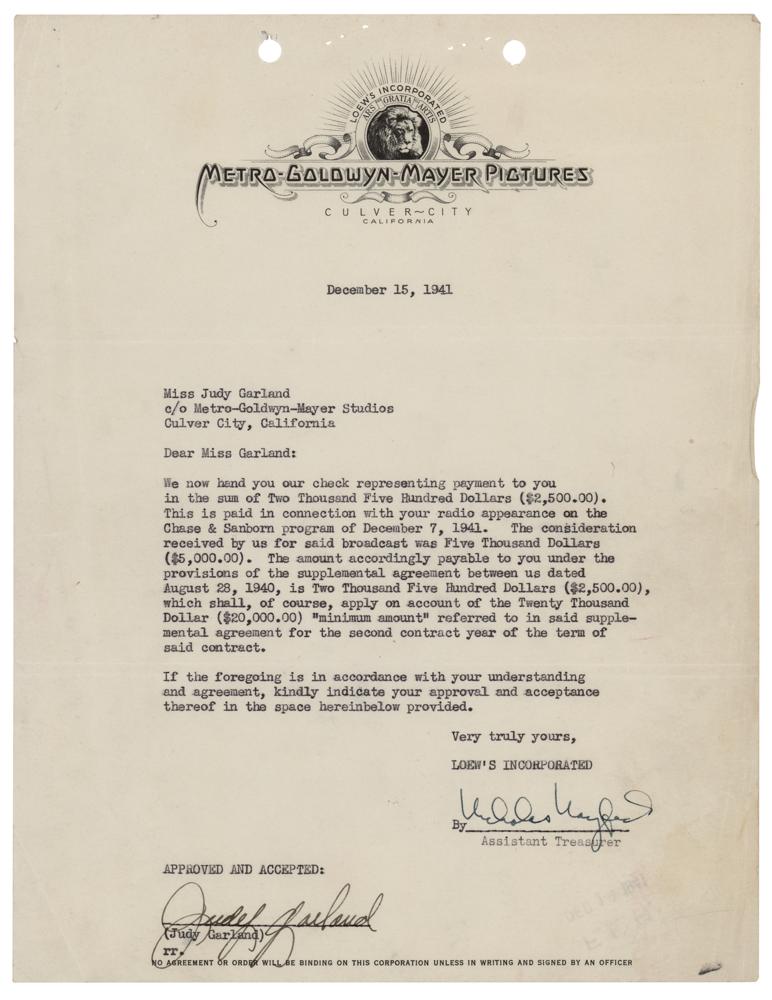 LOEW'S INCORPORATED
ARS GRATIA ARTIS
METRO-GOLDWYN-MAYER PICTURES
CULVER~CITY
CALIFORNIA
December 15, 1941
Miss Judy Garland
c/o Metro-Goldwyn-Mayer Studios
Culver City, California
Dear Miss Garland:
We now hand you our check representing payment to you
in the sum of Two Thousand Five Hundred Dollars ($2,500.00).
This is paid in connection with your radio appearance on the
Chase & Sanborn program of December 7, 1941. The consideration
received by us for said broadcast was Five Thousand Dollars
($5,000.00). The amount accordingly payable to you under the
provisions of the supplemental agreement between us dated
August 28, 1940, is Two Thousand Five Hundred Dollars ($2,500.00),
which shall, of course, apply on account of the Twenty Thousand
Dollar ($20,000.00) "minimum amount" referred to in said supple-
mental agreement for the second contract year of the term of
said contract.
If the foregoing is in accordance with your understanding
and agreement, kindly indicate your approval and acceptance
thereof in the space hereinbelow provided.
Very truly yours,
LOEW'S INCORPORATED
Nicholas
By
Assistant Treasurer
APPROVED AND ACCEPTED:
Judy Garland
(Judy Garland)
rr.
NO AGREEMENT OR ORDER WILL BE BINDING ON THIS CORPORATION UNLESS IN WRITING AND SIGNED BY AN OFFICER